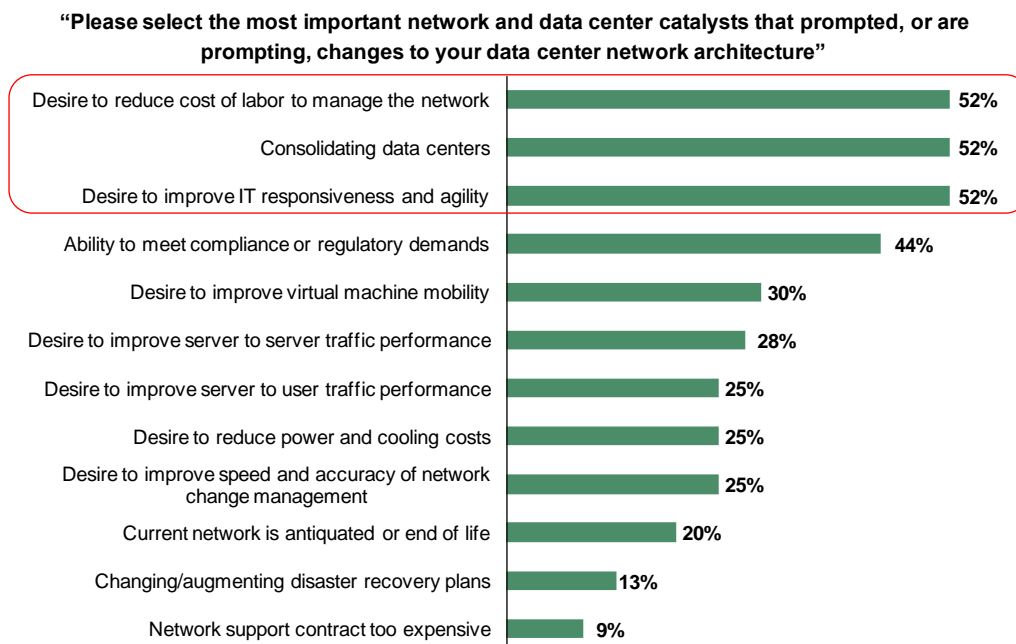 “Please select the most important network and data center catalysts that prompted, or are
prompting, changes to your data center network architecture”
Desire to reduce cost of labor to manage the network 52%
Consolidating data centers 52%
Desire to improve IT responsiveness and agility 52%
Ability to meet compliance or regulatory demands 44%
Desire to improve virtual machine mobility 30%
Desire to improve server to server traffic performance 28%
Desire to improve server to user traffic performance 25%
Desire to reduce power and cooling costs 25%
Desire to improve speed and accuracy of network
change management 25%
Current network is antiquated or end of life 20%
Changing/augmenting disaster recovery plans 13%
Network support contract too expensive 9%